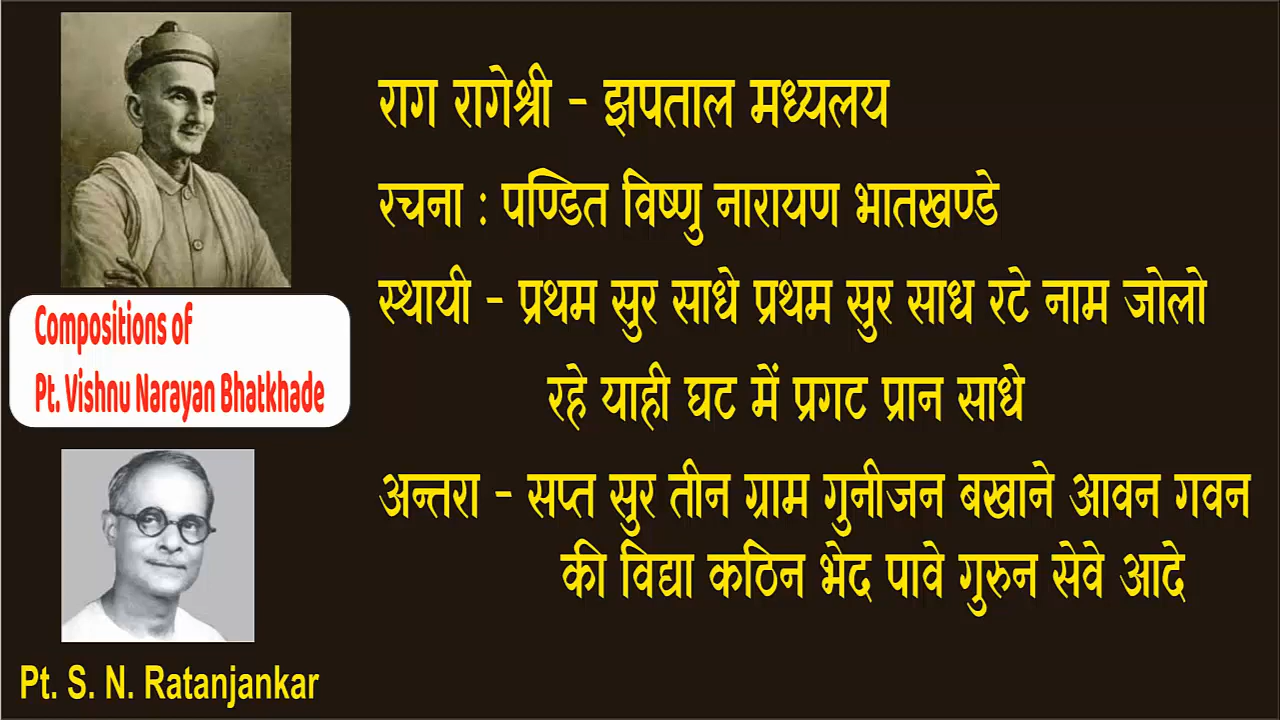 राग रागेश्री - झपताल मध्यलय
रचना : पण्डित विष्णु नारायण भातखण्डे
स्थायी - प्रथम सुर साधे प्रथम सुर साध रटे नाम जोलो
रहे याही घट में प्रगट प्रान साधे
अन्तरा - सप्त सुर तीन ग्राम गुनीजन बखाने आवन गवन
की विद्या कठिन भेद पावे गुरुन सेवे आदे
Compositions of
Pt. Vishnu Narayan Bhatkhade
Pt. S. N. Ratanjankar